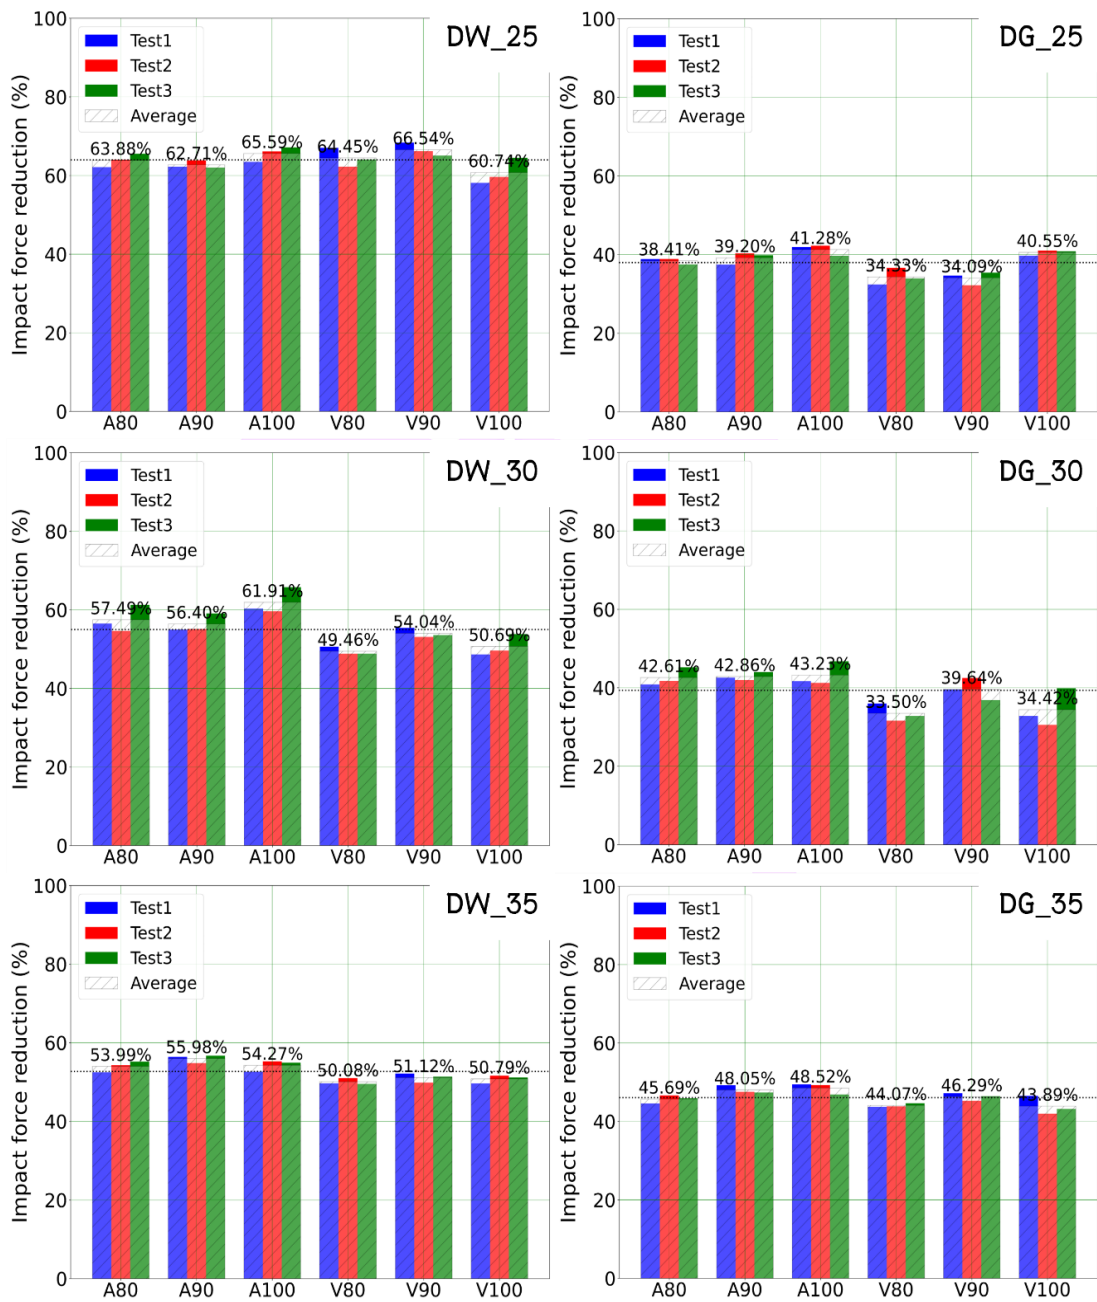 DW_25
Impact force reduction (%)
100
80
60
40
20
0
Test1
Test2
Test3
Average
63.88%
62.71%
65.59%
64.45%
66.54%
60.74%
A80
A90
A100
V80
V90
V100
DG_25
Impact force reduction (%)
100
80
60
40
20
0
Test1
Test2
Test3
Average
38.41%
39.20%
41.28%
34.33%
34.09%
40.55%
A80
A90
A100
V80
V90
V100
DW_30
Impact force reduction (%)
100
80
60
40
20
0
Test1
Test2
Test3
Average
57.49%
56.40%
61.91%
49.46%
54.04%
50.69%
A80
A90
A100
V80
V90
V100
DG_30
Impact force reduction (%)
100
80
60
40
20
0
Test1
Test2
Test3
Average
42.61%
42.86%
43.23%
33.50%
39.64%
34.42%
A80
A90
A100
V80
V90
V100
DW_35
Impact force reduction (%)
100
80
60
40
20
0
Test1
Test2
Test3
Average
53.99%
55.98%
54.27%
50.08%
51.12%
50.79%
A80
A90
A100
V80
V90
V100
DG_35
Impact force reduction (%)
100
80
60
40
20
0
Test1
Test2
Test3
Average
45.69%
48.05%
48.52%
44.07%
46.29%
43.89%
A80
A90
A100
V80
V90
V100